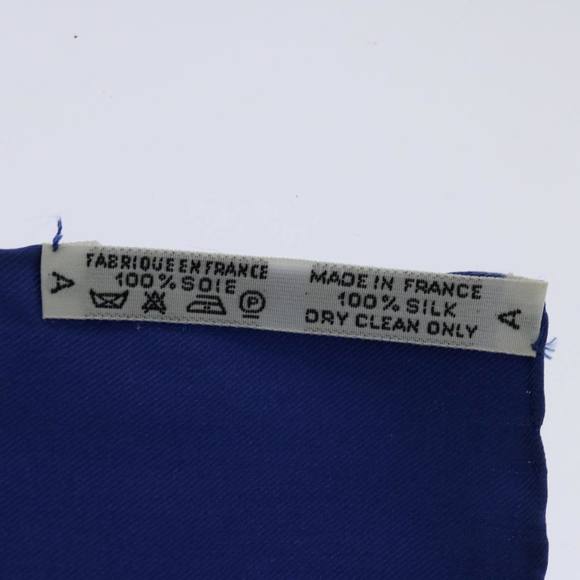 A
FABRIQUE EN FRANCE
100% SOIE
P
MADE IN FRANCE
100% SILK
DRY CLEAN ONLY
A